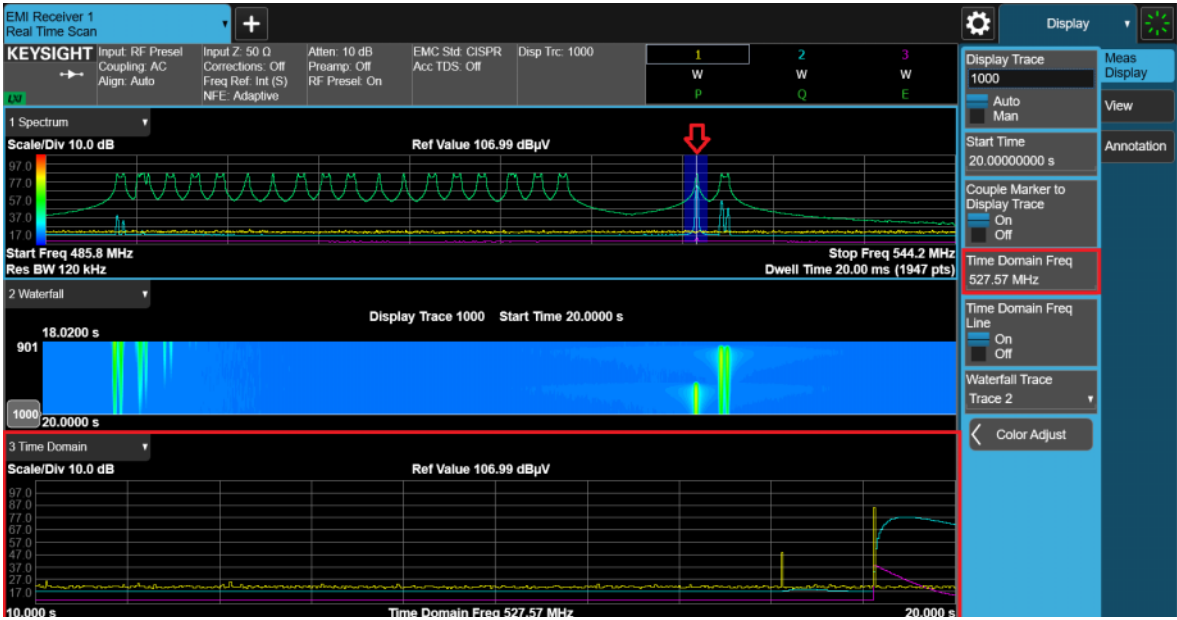 EMI Receiver 1
Real Time Scan
+
Display
KEYSIGHT
LXI
Input: RF Presel
Coupling: AC
Align: Auto
Input Z: 50 Ω
Corrections: Off
Freq Ref: Int (S)
NFE: Adaptive
Atten: 10 dB
Preamp: Off
RF Presel: On
EMC Std: CISPR
Acc TDS: Off
Disp Trc: 1000
1 2 3
W W W
P Q E
1 Spectrum
Scale/Div 10.0 dB
Ref Value 106.99 dBµV
97.0
77.0
57.0
37.0
17.0
Start Freq 485.8 MHz
Stop Freq 544.2 MHz
Res BW 120 kHz
Dwell Time 20.00 ms (1947 pts)
2 Waterfall
Display Trace 1000 Start Time 20.0000 s
18.0200 s
901
1000
20.0000 s
3 Time Domain
Scale/Div 10.0 dB
Ref Value 106.99 dBµV
97.0
87.0
77.0
67.0
57.0
47.0
37.0
27.0
17.0
10.000 s
Time Domain Freq 527.57 MHz
20.000 s
Display Trace
1000
Auto
Man
Start Time
20.00000000 s
Couple Marker to
Display Trace
On
Off
Time Domain Freq
527.57 MHz
Time Domain Freq
Line
On
Off
Waterfall Trace
Trace 2
Color Adjust
Meas
Display
View
Annotation